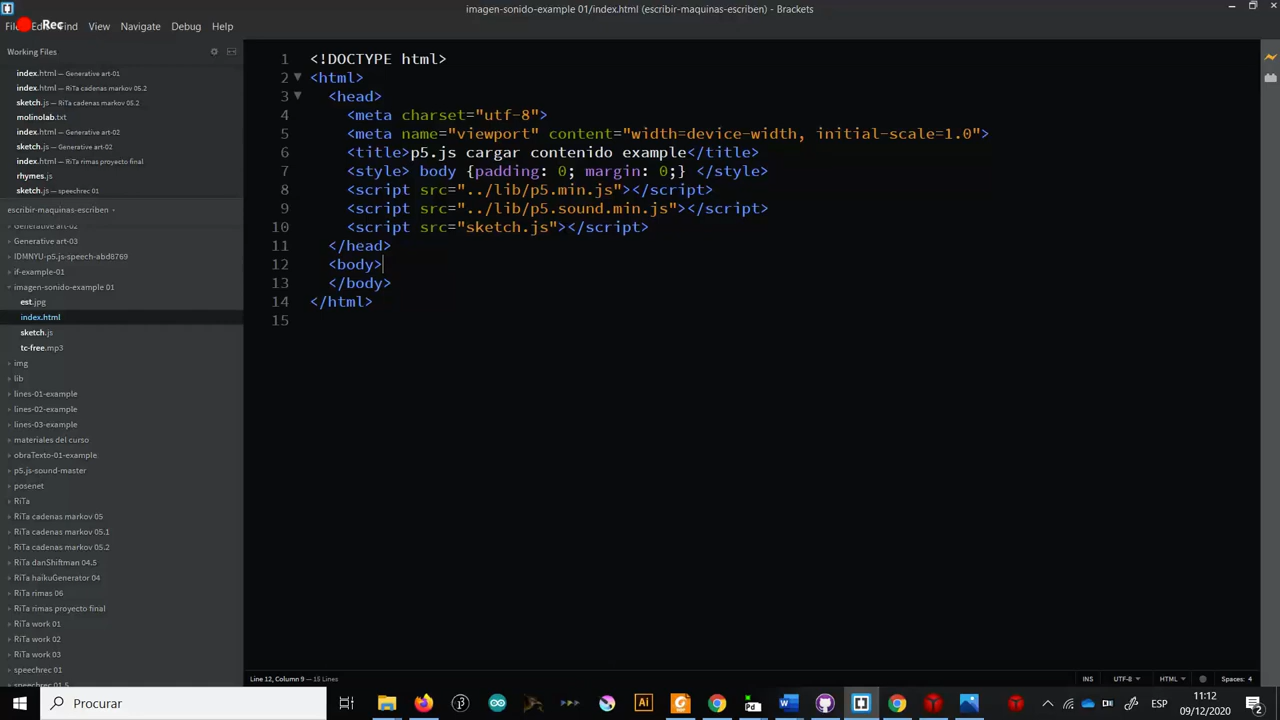 imagen-sonido-example 01/index.html (escribir-maquinas-escriben) - Brackets
Rec
File Edit Find View Navigate Debug Help
Working Files
index.html — Generative art-01
index.html — RiTa cadenas markov 05.2
sketch.js — RiTa cadenas markov 05.2
molinolab.txt
index.html — Generative art-02
sketch.js — Generative art-02
index.html — RiTa rimas proyecto final
rhymes.js
sketch.js — speechrec 01
escribir-maquinas-escriben
Generative art-02
Generative art-03
IDMNYU-p5.js-speech-abd8769
if-example-01
imagen-sonido-example 01
est.jpg
index.html
sketch.js
tc-free.mp3
img
lib
lines-01-example
lines-02-example
lines-03-example
materiales del curso
obraTexto-01-example
p5.js-sound-master
posenet
RiTa
RiTa cadenas markov 05
RiTa cadenas markov 05.1
RiTa cadenas markov 05.2
RiTa danShiftman 04.5
RiTa haikuGenerator 04
RiTa rimas 06
RiTa rimas proyecto final
RiTa work 01
RiTa work 02
RiTa work 03
speechrec 01
speechrec 01.5
1 <!DOCTYPE html>
2 <html>
3 <head>
4 <meta charset="utf-8">
5 <meta name="viewport" content="width=device-width, initial-scale=1.0">
6 <title>p5.js cargar contenido example</title>
7 <style> body {padding: 0; margin: 0;} </style>
8 <script src="../lib/p5.min.js"></script>
9 <script src="../lib/p5.sound.min.js"></script>
10 <script src="sketch.js"></script>
11 </head>
12 <body>
13 </body>
14 </html>
15
Line 12, Column 9 — 15 Lines
INS UTF-8 HTML Spaces: 4
Procurar
Ai
Pd
ESP
11:12
09/12/2020
2